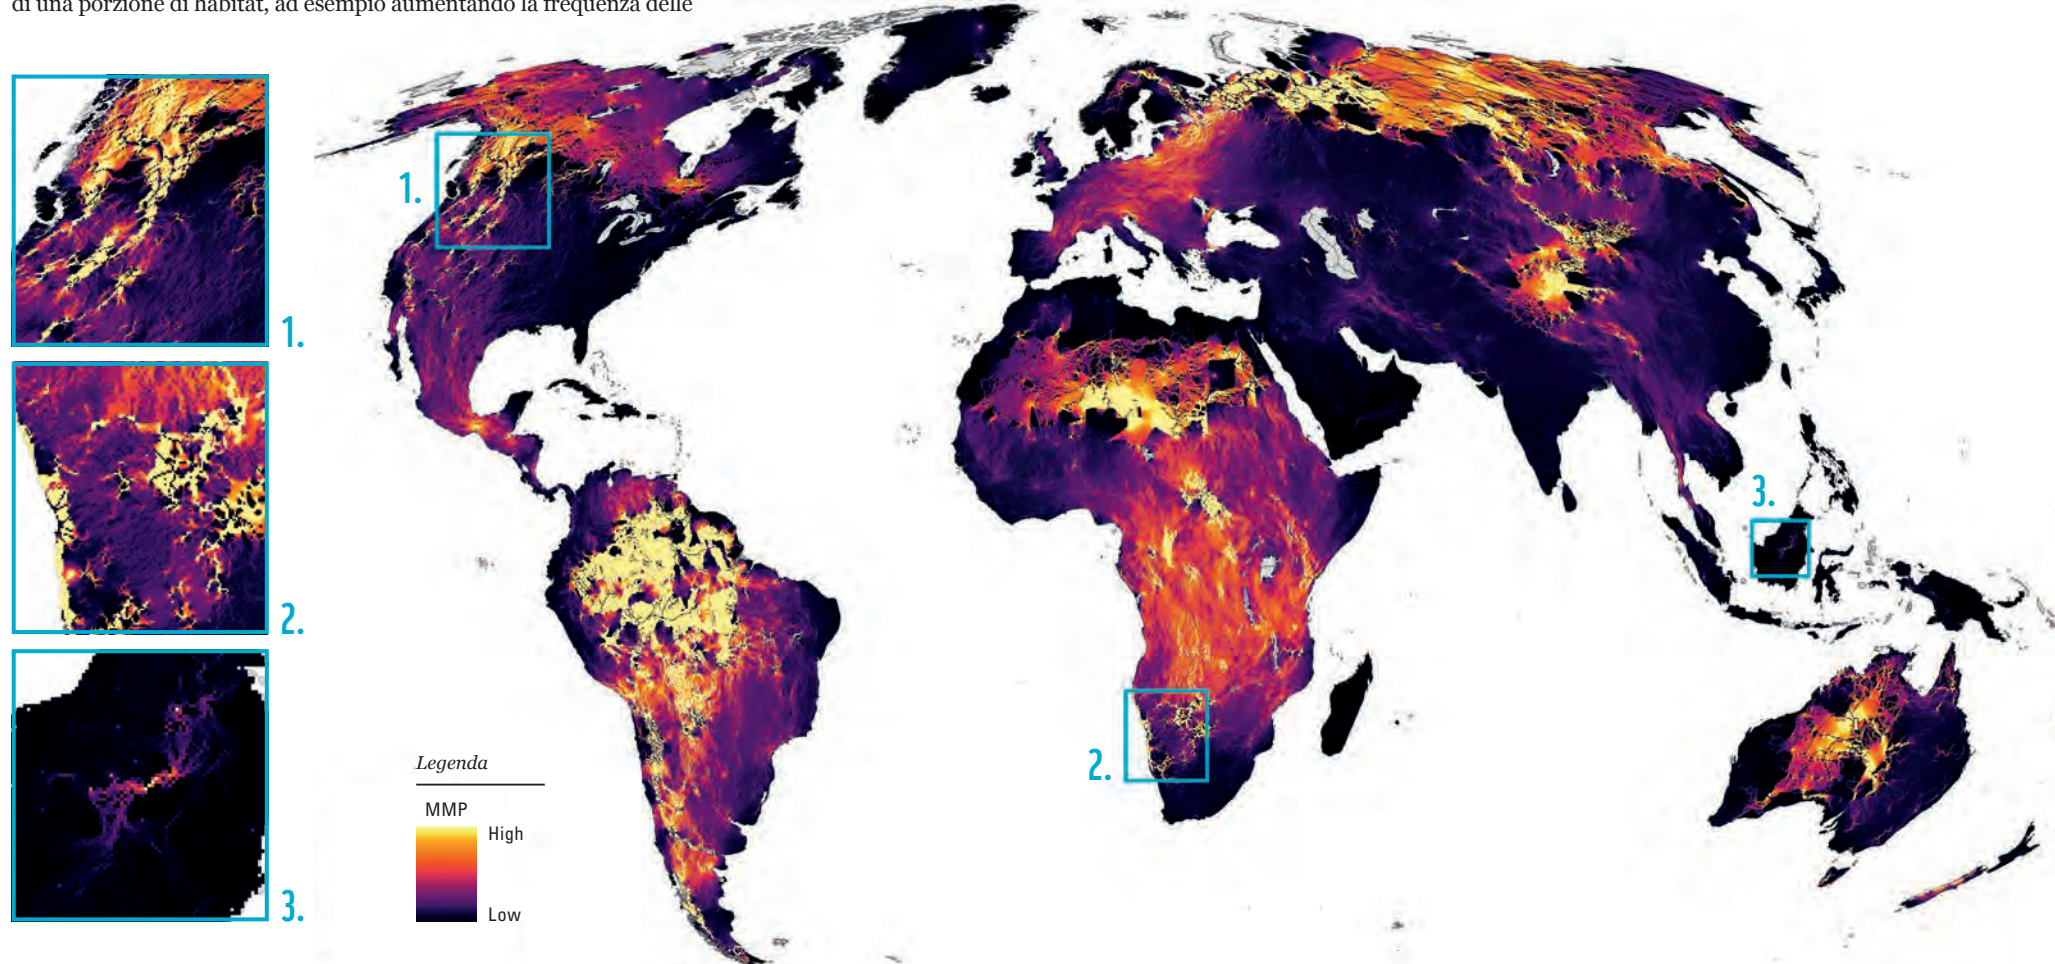 di una porzione di habitat, ad esempio aumentando la frequenza delle
1.
1.
2.
3.
2.
3.
Legenda
MMP
High
Low